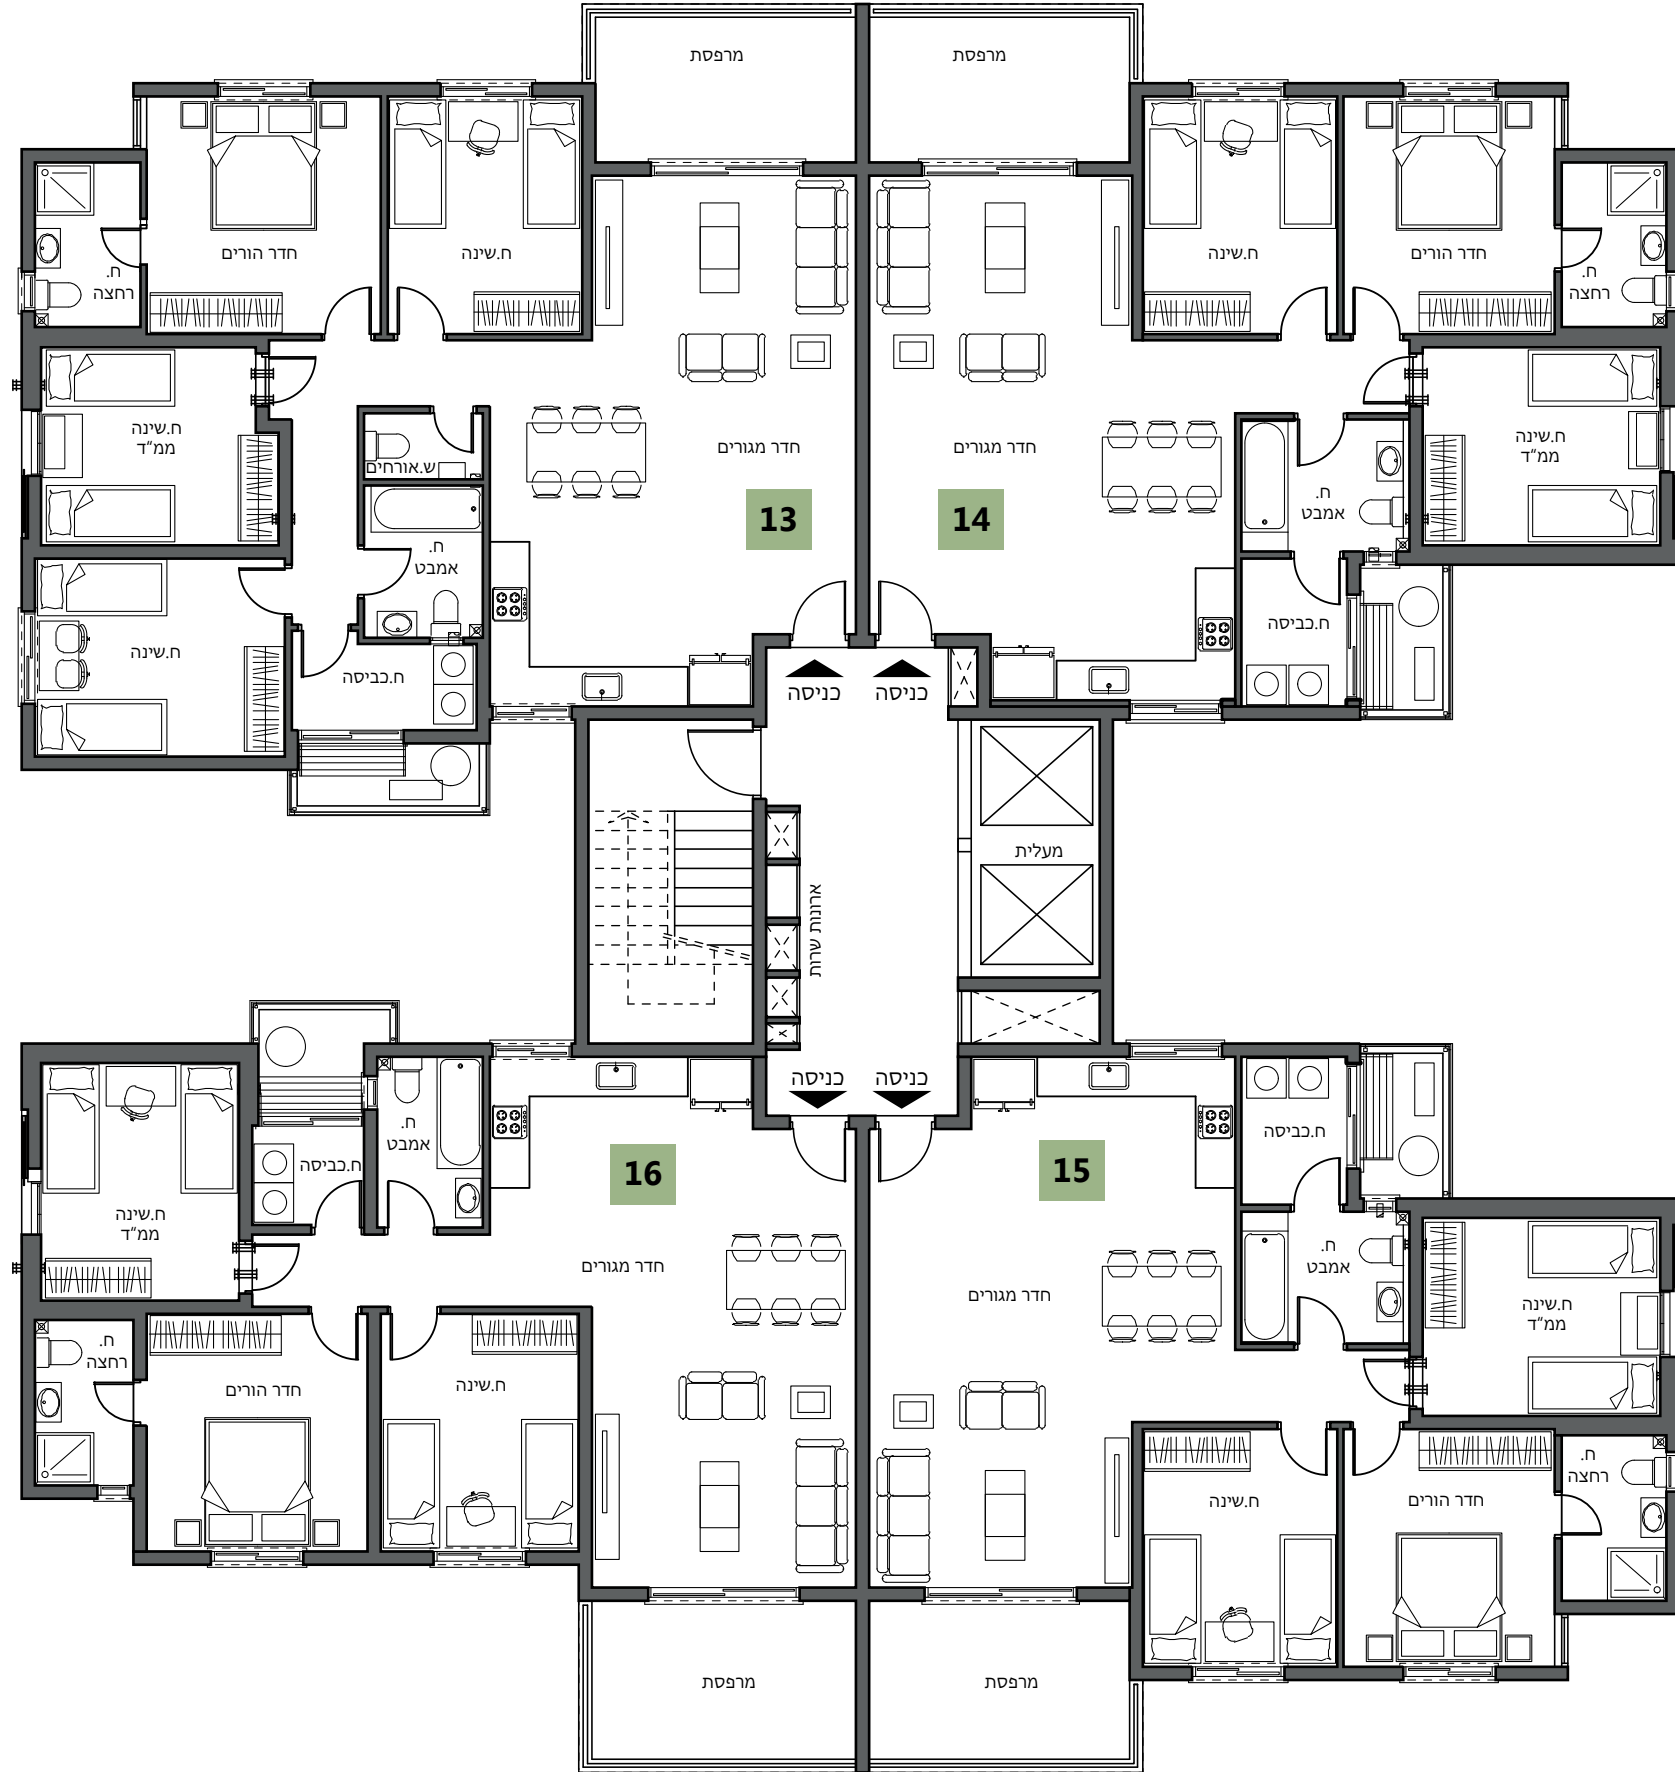 מרפסת
מרפסת
חדר הורים
ח.שינה
ח.
רחצה
ח.שינה
חדר הורים
ח.
רחצה
ח.שינה
ממ"ד
ש.אורחים
חדר מגורים
חדר מגורים
ח.שינה
ממ"ד
13
14
ח.
אמבט
ח.
אמבט
ח.שינה
ח.כביסה
ח.כביסה
כניסה
כניסה
מעלית
ארונות שרות
כניסה
כניסה
ח.
אמבט
ח.כביסה
ח.כביסה
16
15
ח.שינה
ממ"ד
חדר מגורים
חדר מגורים
ח.
אמבט
ח.שינה
ממ"ד
ח.
רחצה
חדר הורים
ח.שינה
ח.שינה
חדר הורים
ח.
רחצה
מרפסת
מרפסת